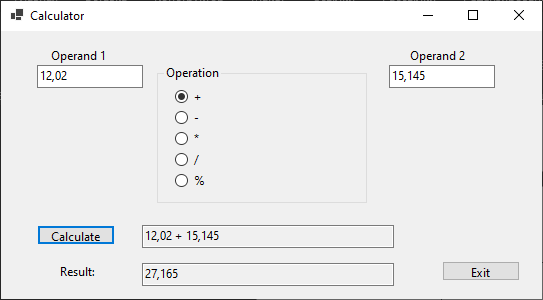 Calculator
Operand 1
Operand 2
12,02
15,145
Operation
+
-
*
/
%
Calculate
12,02 + 15,145
Result:
27,165
Exit